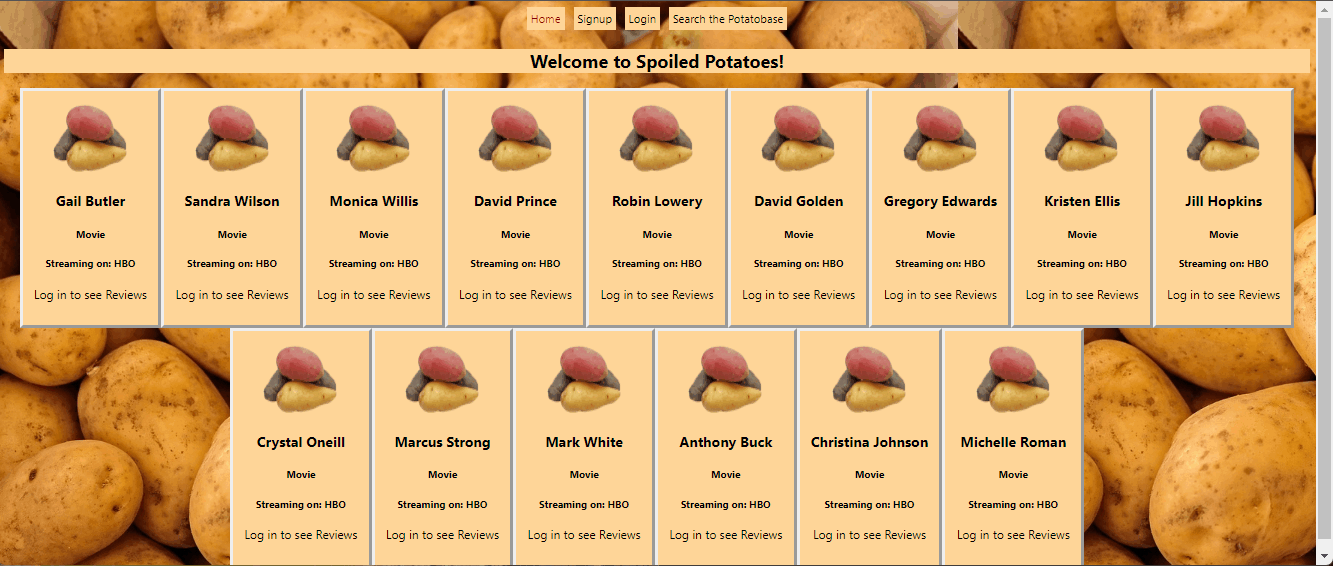 Home Signup Login Search the Potatobase
Welcome to Spoiled Potatoes!
Gail Butler Sandra Wilson Monica Willis David Prince Robin Lowery David Golden Gregory Edwards Kristen Ellis Jill Hopkins
Movie Movie Movie Movie Movie Movie Movie Movie Movie
Streaming on: HBO Streaming on: HBO Streaming on: HBO Streaming on: HBO Streaming on: HBO Streaming on: HBO Streaming on: HBO Streaming on: HBO Streaming on: HBO
Log in to see Reviews Log in to see Reviews Log in to see Reviews Log in to see Reviews Log in to see Reviews Log in to see Reviews Log in to see Reviews Log in to see Reviews Log in to see Reviews
Crystal Oneill Marcus Strong Mark White Anthony Buck Christina Johnson Michelle Roman
Movie Movie Movie Movie Movie Movie
Streaming on: HBO Streaming on: HBO Streaming on: HBO Streaming on: HBO Streaming on: HBO Streaming on: HBO
Log in to see Reviews Log in to see Reviews Log in to see Reviews Log in to see Reviews Log in to see Reviews Log in to see Reviews